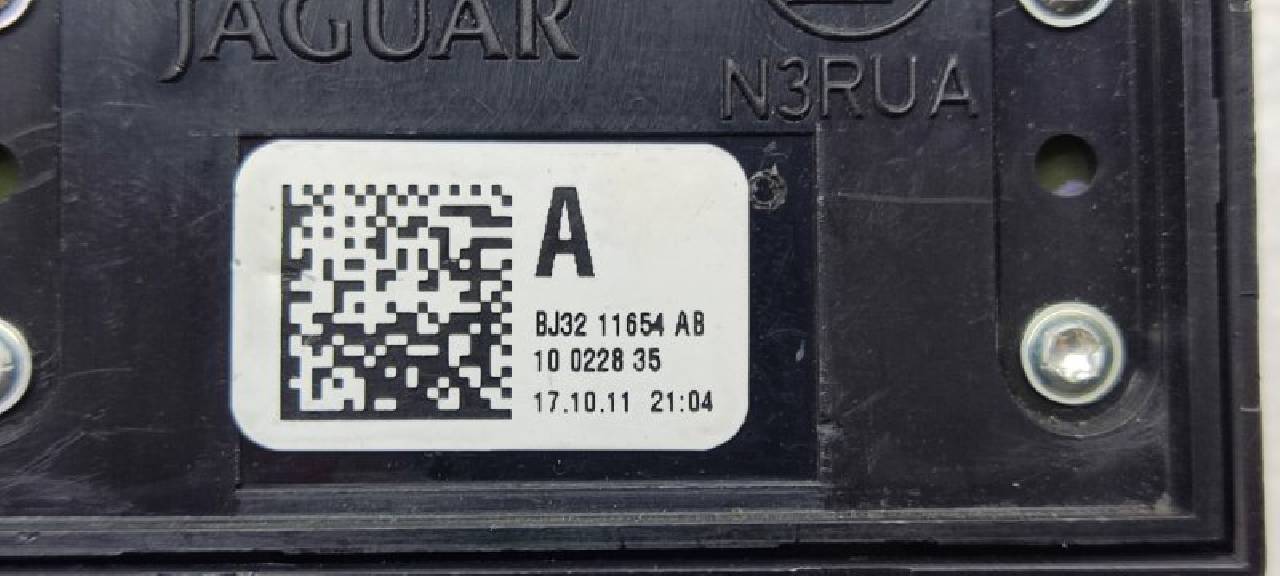 JAGUAR
N3RUA
A
BJ32 11654 AB
10 0228 35
17.10.11 21:04